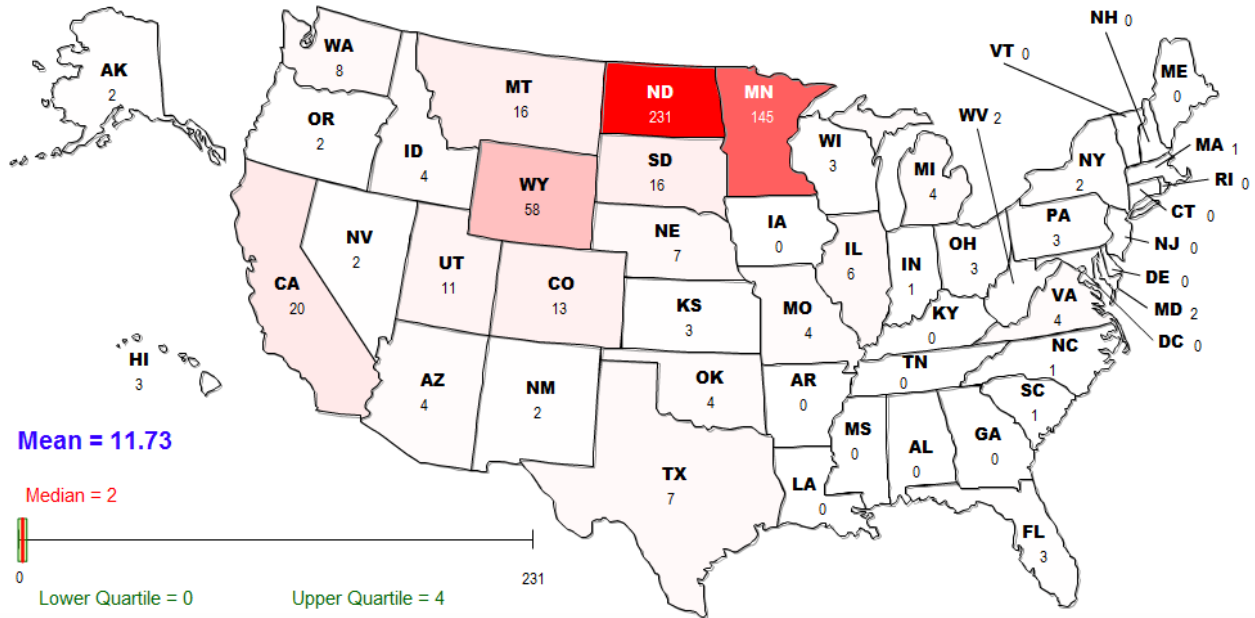 NH 0
VT 0
WA
8
AK
2
MT
16
ND
231
MN
145
ME
0
OR
2
WV 2
WI
3
MA 1
ID
4
SD
16
MI
4
NY
2
RI 0
WY
58
CT 0
PA
3
NJ 0
IA
0
NE
7
NV
2
IL
6
OH
3
IN
1
DE 0
UT
11
CO
13
CA
20
VA
4
MD 2
KS
3
MO
4
KY
0
DC 0
HI
3
NC
1
TN
0
AZ
4
NM
2
OK
4
AR
0
SC
1
MS
0
AL
0
GA
0
Mean = 11.73
TX
7
LA
0
Median = 2
FL
3
0
231
Lower Quartile = 0
Upper Quartile = 4